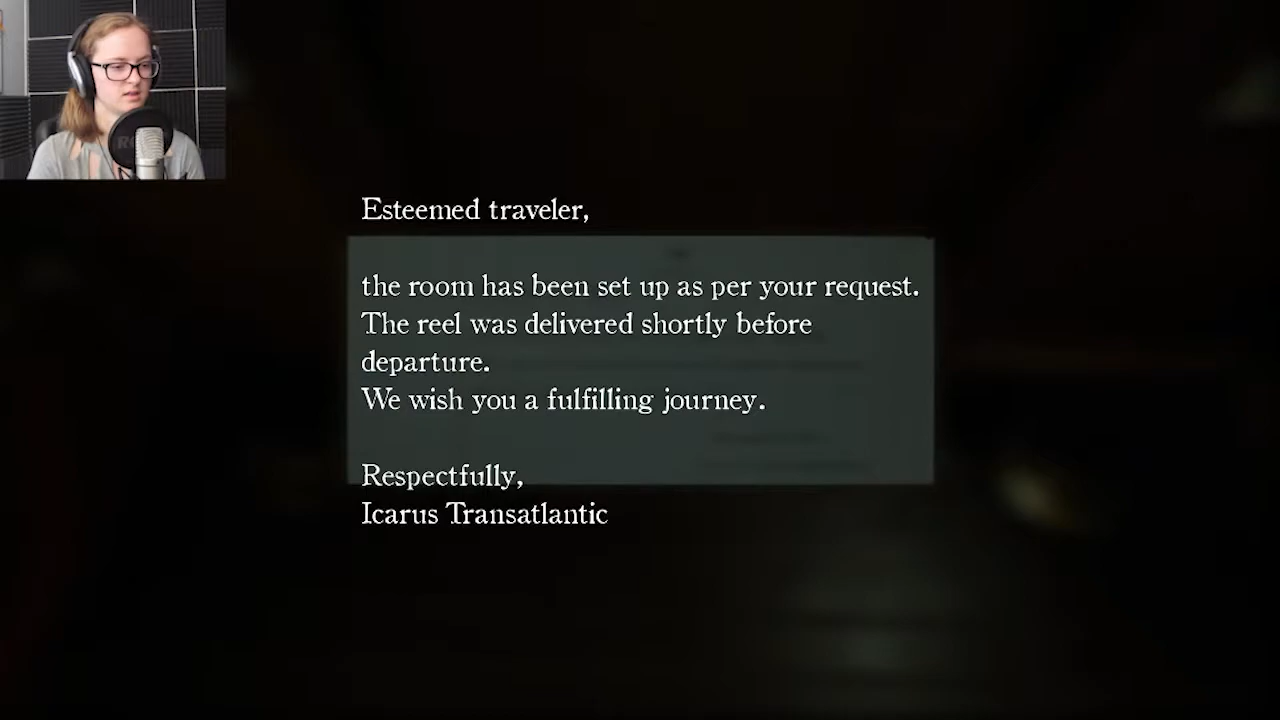 Esteemed traveler,
the room has been set up as per your request.
The reel was delivered shortly before
departure.
We wish you a fulfilling journey.
Respectfully,
Icarus Transatlantic